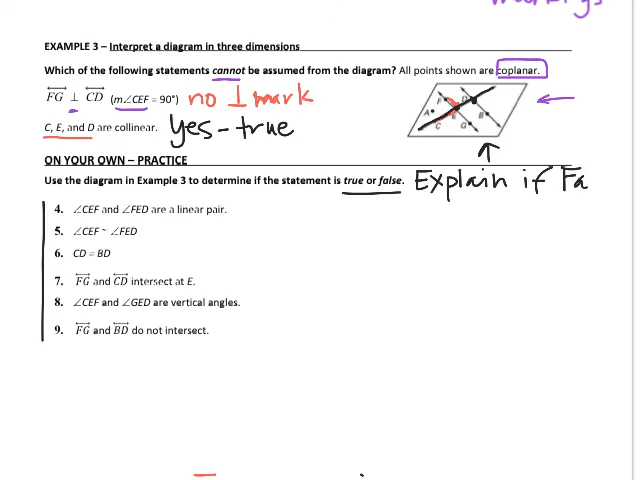 EXAMPLE 3 – Interpret a diagram in three dimensions
Which of the following statements cannot be assumed from the diagram? All points shown are coplanar.
FG ⊥ CD (m∠CEF = 90°) no ⊥ mark
C, E, and D are collinear. yes – true
F D
A E B
C G
ON YOUR OWN – PRACTICE
Use the diagram in Example 3 to determine if the statement is true or false. Explain if Fa
4. ∠CEF and ∠FED are a linear pair.
5. ∠CEF ~ ∠FED
6. CD = BD
7. FG and CD intersect at E.
8. ∠CEF and ∠GED are vertical angles.
9. FG and BD do not intersect.